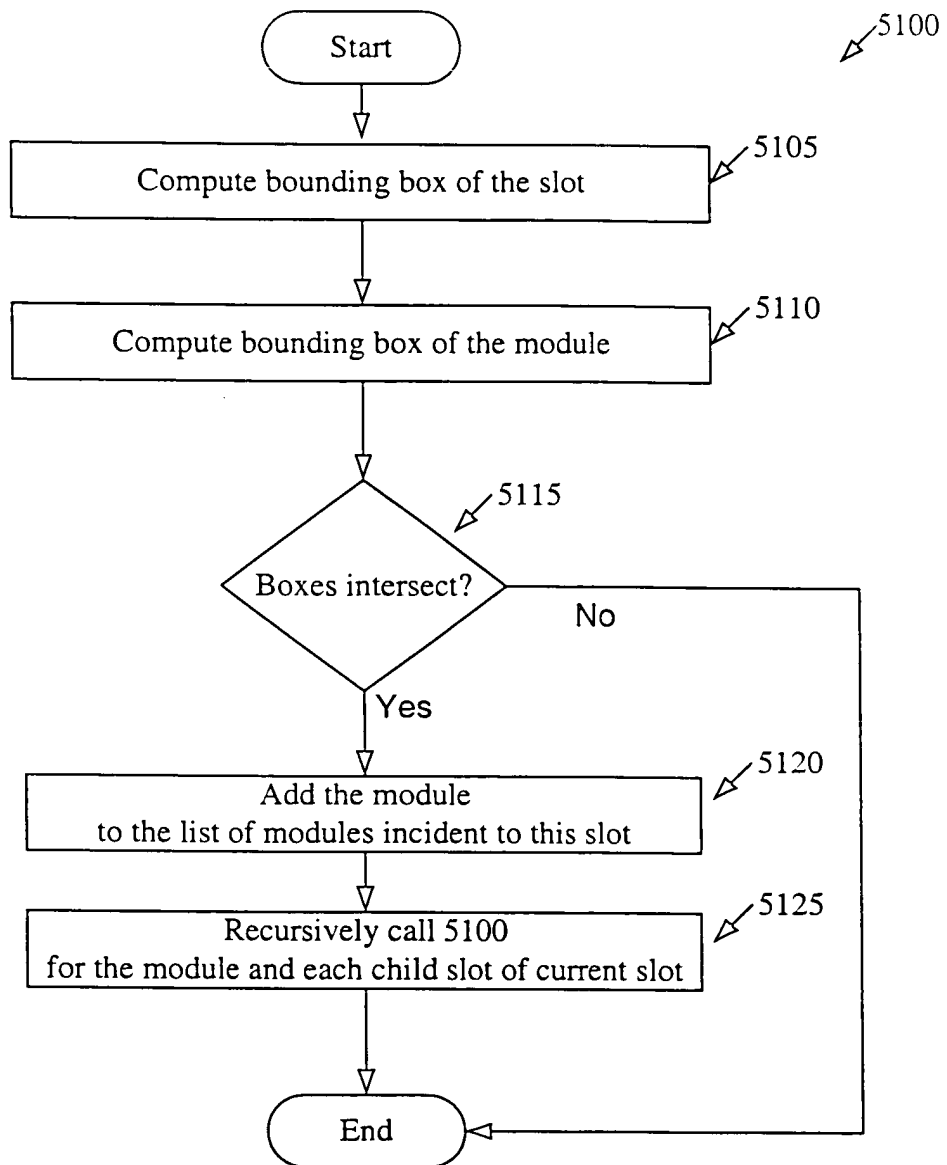 5100
Start
5105
Compute bounding box of the slot
5110
Compute bounding box of the module
5115
Boxes intersect?
No
Yes
5120
Add the module
to the list of modules incident to this slot
5125
Recursively call 5100
for the module and each child slot of current slot
End